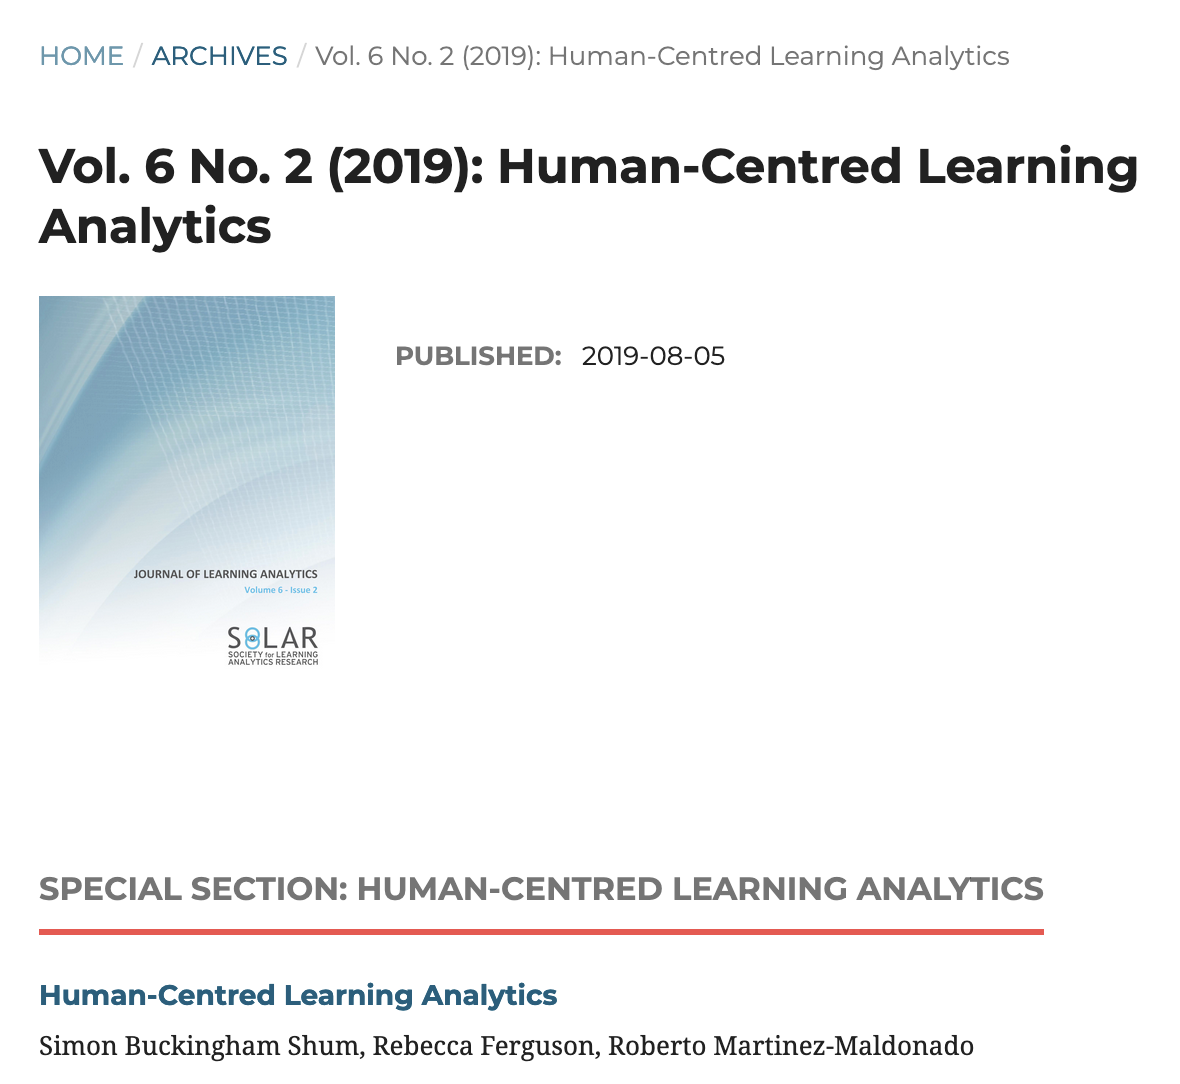 HOME / ARCHIVES / Vol. 6 No. 2 (2019): Human-Centred Learning Analytics
Vol. 6 No. 2 (2019): Human-Centred Learning
Analytics
PUBLISHED: 2019-08-05
JOURNAL OF LEARNING ANALYTICS
Volume 6 - Issue 2
SOLAR
SOCIETY for LEARNING
ANALYTICS RESEARCH
SPECIAL SECTION: HUMAN-CENTRED LEARNING ANALYTICS
Human-Centred Learning Analytics
Simon Buckingham Shum, Rebecca Ferguson, Roberto Martinez-Maldonado